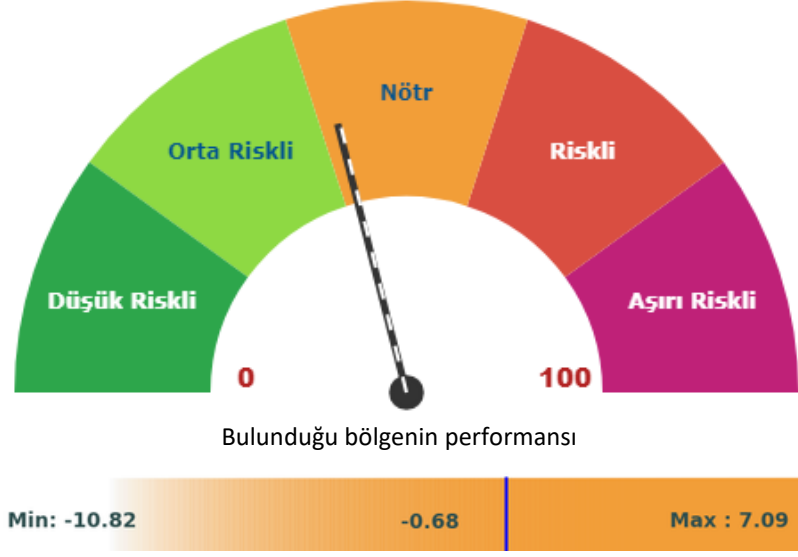 Nötr
Orta Riskli
Riskli
Düşük Riskli
Aşırı Riskli
0
100
Bulunduğu bölgenin performansı
Min: -10.82
-0.68
Max : 7.09